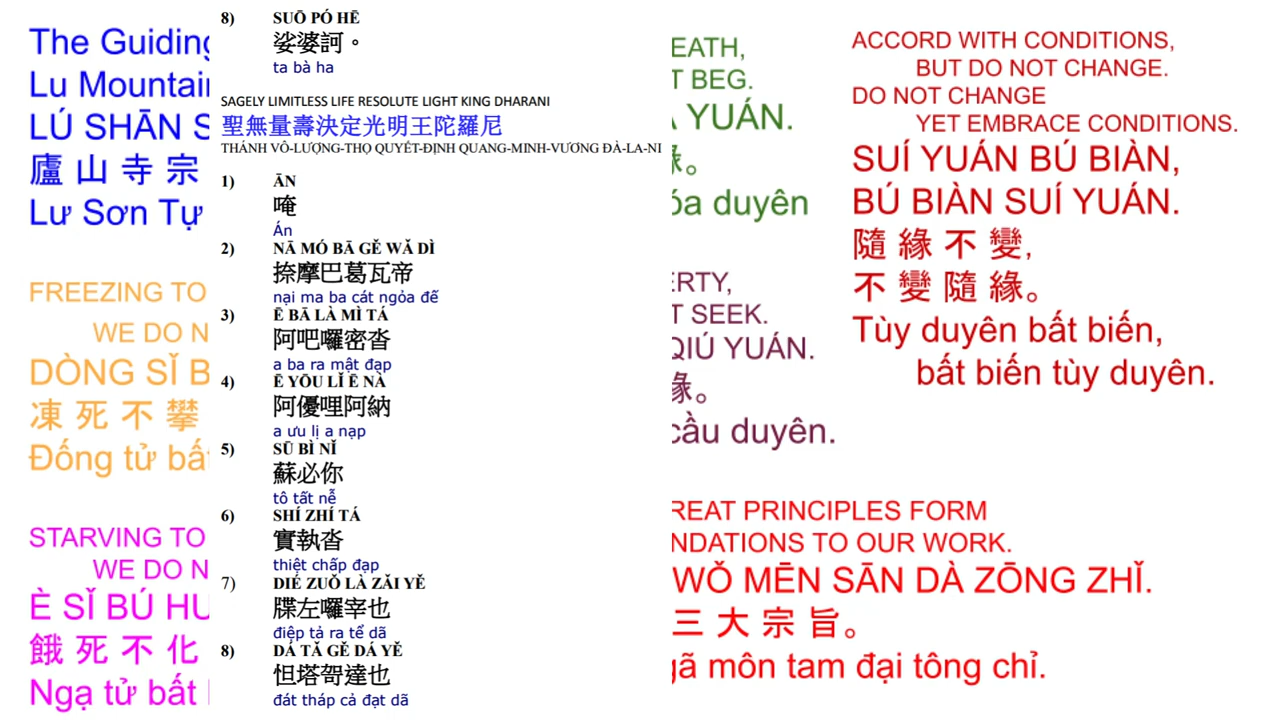 The Guiding
Lu Mountain
LÚ SHĀN S
廬 山 寺 宗
Lư Sơn Tự
FREEZING TO
WE DO N
DÒNG SǏ B
凍 死 不 攀
Đống tử bất
STARVING TO
WE DO N
È SǏ BÚ HU
餓 死 不 化
Ngạ tử bất
8) SUŌ PÓ HĒ
娑婆訶。
ta bà ha
SAGELY LIMITLESS LIFE RESOLUTE LIGHT KING DHARANI
聖無量壽決定光明王陀羅尼
THÁNH VÔ-LƯỢNG-THỌ QUYẾT-ĐỊNH QUANG-MINH-VƯƠNG ĐÀ-LA-NI
1) ĀN
唵
Án
2) NĀ MÓ BĀ GĚ WǍ DÌ
捺摩巴葛瓦帝
nại ma ba cát ngỏa đế
3) Ē BĀ LÀ MÌ TÁ
阿吧囉密沓
a ba ra mật đạp
4) Ē YŌU LǏ Ē NÀ
阿優哩阿納
a ưu lị a nạp
5) SŪ BÌ NǏ
蘇必你
tô tất nễ
6) SHÍ ZHÍ TÁ
實執沓
thiệt chấp đạp
7) DIÉ ZUǑ LÀ ZǍI YĚ
牒左囉宰也
điệp tả ra tể dã
8) DÁ TǍ GĚ DÁ YĚ
怛塔哿達也
đát tháp cả đạt dã
EATH,
T BEG.
YUÁN.
緣。
óa duyên
ERTY,
T SEEK.
QIÚ YUÁN.
緣。
cầu duyên.
ACCORD WITH CONDITIONS,
BUT DO NOT CHANGE.
DO NOT CHANGE
YET EMBRACE CONDITIONS.
SUÍ YUÁN BÚ BIÀN,
BÚ BIÀN SUÍ YUÁN.
隨 緣 不 變,
不 變 隨 緣。
Tùy duyên bất biến,
bất biến tùy duyên.
REAT PRINCIPLES FORM
NDATIONS TO OUR WORK.
WǑ MĒN SĀN DÀ ZŌNG ZHǏ.
三 大 宗 旨。
gã môn tam đại tông chỉ.